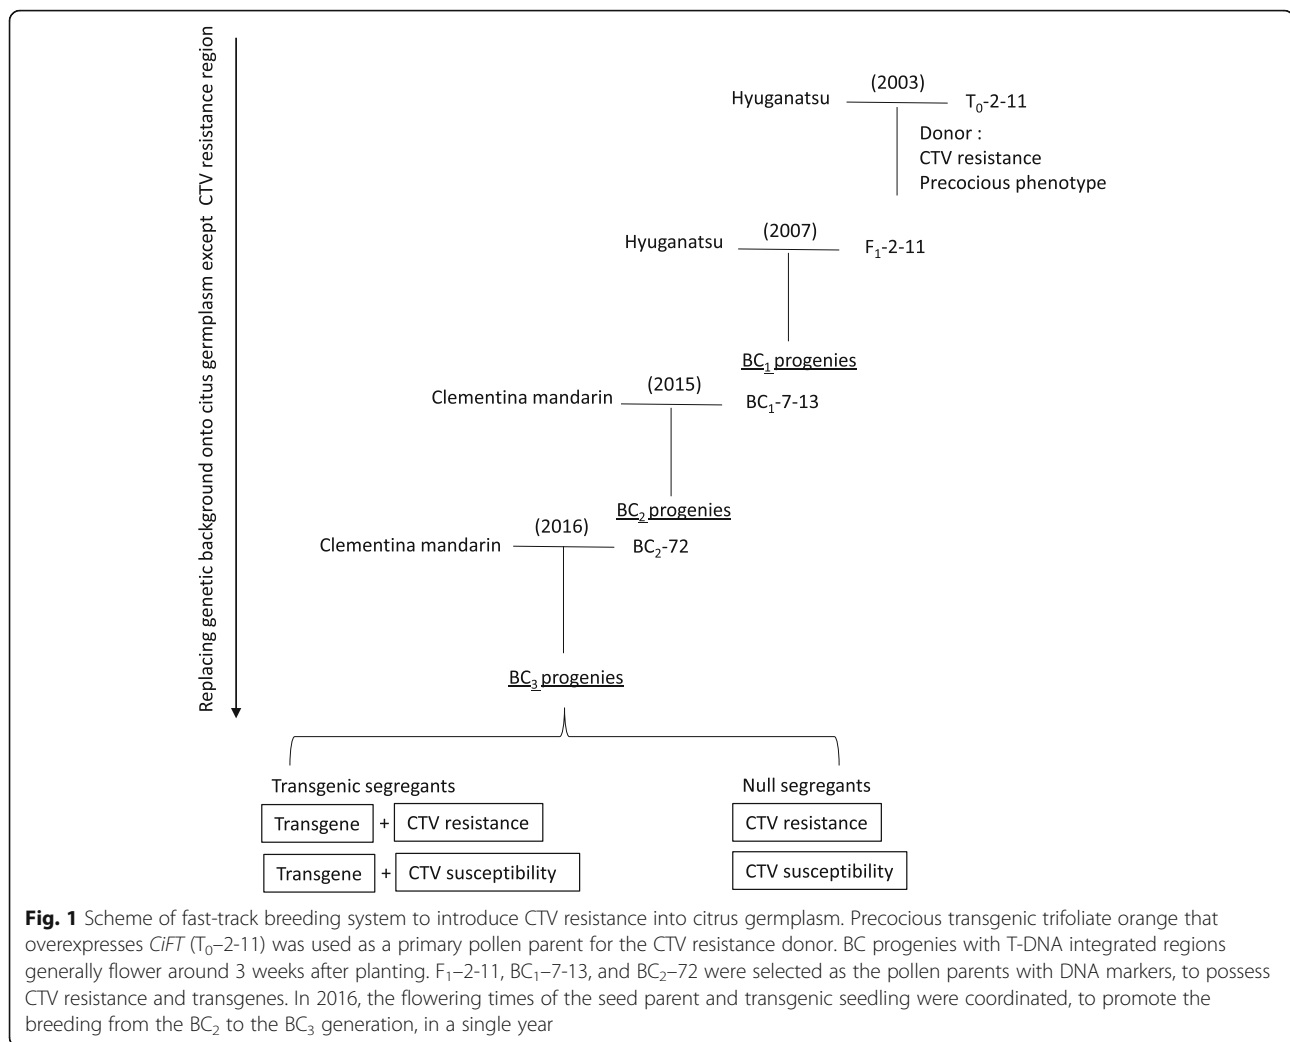 Replacing genetic background onto citus germplasm except CTV resistance region
(2003)
Hyuganatsu
T0-2-11
Donor :
CTV resistance
Precocious phenotype
(2007)
Hyuganatsu
F1-2-11
BC1 progenies
(2015)
Clementina mandarin
BC1-7-13
BC2 progenies
(2016)
Clementina mandarin
BC2-72
BC3 progenies
Transgenic segregants
Transgene + CTV resistance
Transgene + CTV susceptibility
Null segregants
CTV resistance
CTV susceptibility
Fig. 1 Scheme of fast-track breeding system to introduce CTV resistance into citrus germplasm. Precocious transgenic trifoliate orange that
overexpresses CiFT (T0–2-11) was used as a primary pollen parent for the CTV resistance donor. BC progenies with T-DNA integrated regions
generally flower around 3 weeks after planting. F1–2-11, BC1–7-13, and BC2–72 were selected as the pollen parents with DNA markers, to possess
CTV resistance and transgenes. In 2016, the flowering times of the seed parent and transgenic seedling were coordinated, to promote the
breeding from the BC2 to the BC3 generation, in a single year